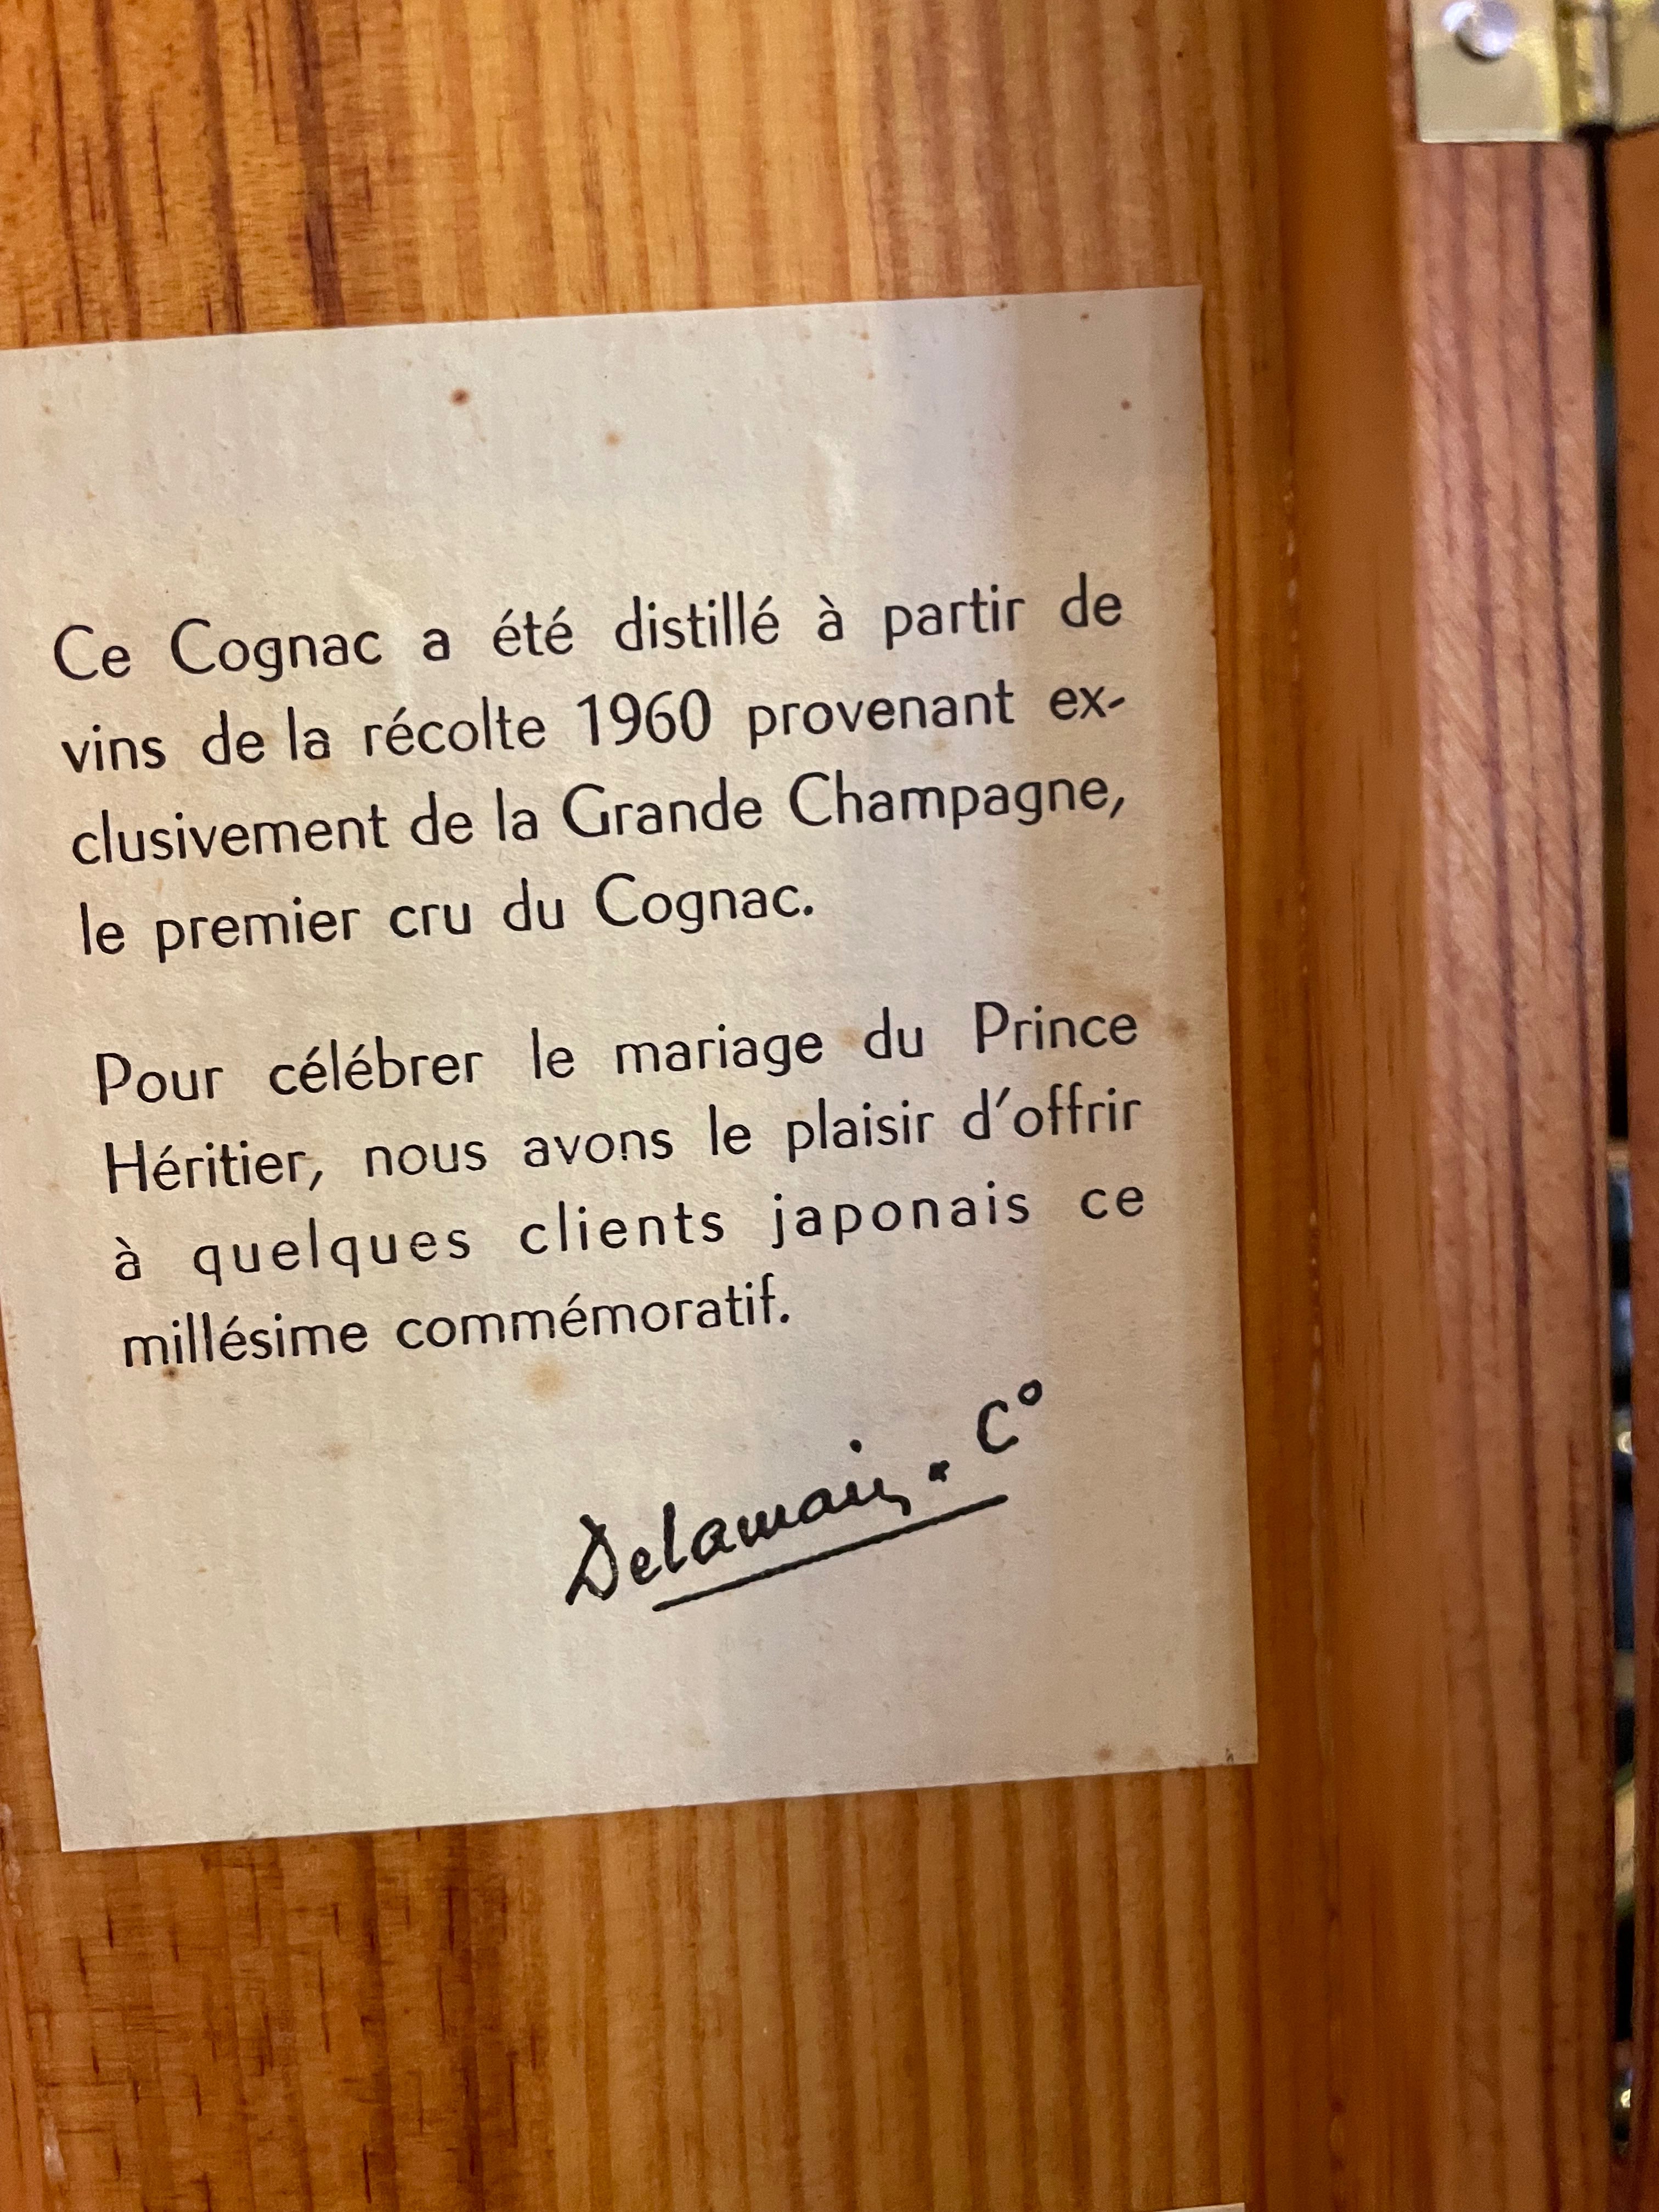 Ce Cognac a été distillé à partir de
vins de la récolte 1960 provenant ex-
clusivement de la Grande Champagne,
le premier cru du Cognac.
Pour célébrer le mariage du Prince
Héritier, nous avons le plaisir d'offrir
à quelques clients japonais ce
millésime commémoratif.
Delamain . C°